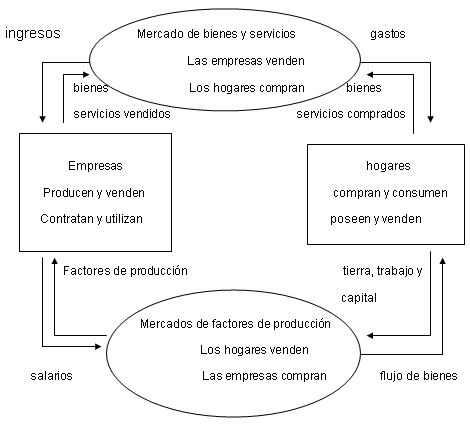 ingresos
Mercado de bienes y servicios
gastos
Las empresas venden
Los hogares compran
bienes
servicios vendidos
bienes
servicios comprados
Empresas
Producen y venden
Contratan y utilizan
hogares
compran y consumen
poseen y venden
Factores de producción
tierra, trabajo y
capital
Mercados de factores de producción
Los hogares venden
Las empresas compran
salarios
flujo de bienes